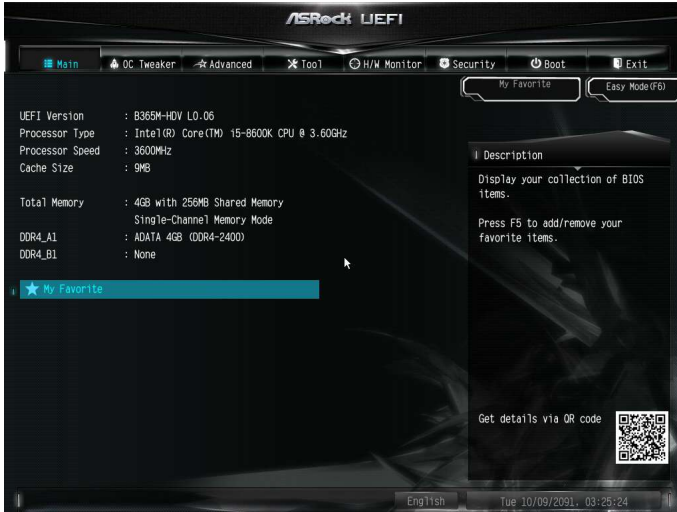 ASRock UEFI
Main OC Tweaker Advanced Tool H/W Monitor Security Boot Exit
My Favorite Easy Mode(F6)
UEFI Version : B365M-HDV L0.06
Processor Type : Intel(R) Core(TM) i5-8600K CPU @ 3.60GHz
Processor Speed : 3600MHz
Cache Size : 9MB
Total Memory : 4GB with 256MB Shared Memory
Single-Channel Memory Mode
DDR4_A1 : ADATA 4GB (DDR4-2400)
DDR4_B1 : None
My Favorite
Description
Display your collection of BIOS
items.
Press F5 to add/remove your
favorite items.
Get details via QR code
English Tue 10/09/2091, 03:25:24